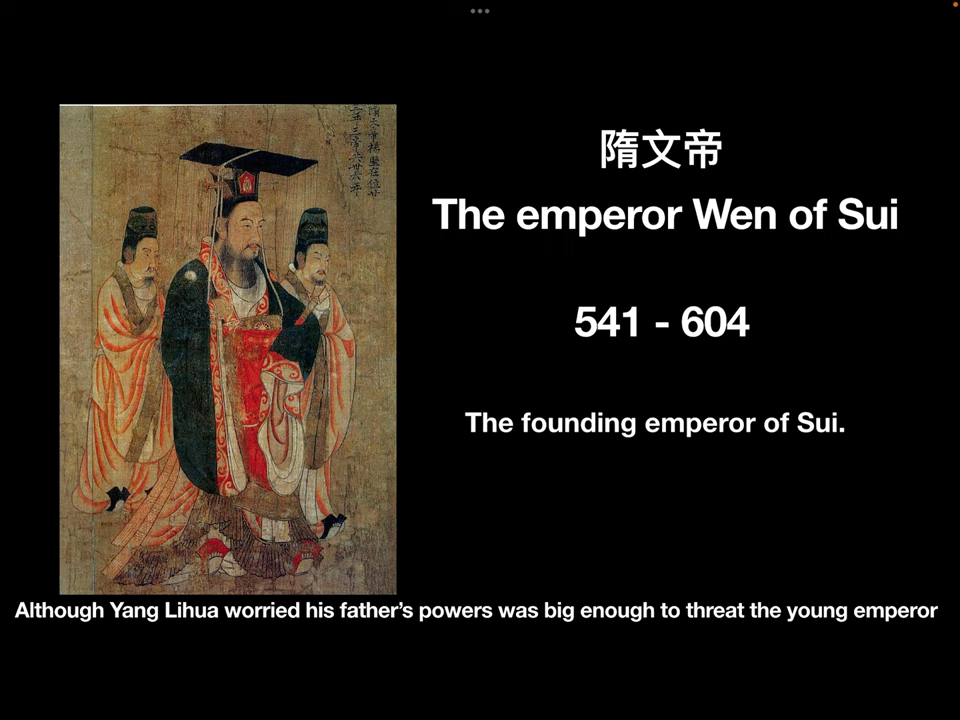 隋文帝
The emperor Wen of Sui
541 - 604
The founding emperor of Sui.
Although Yang Lihua worried his father's powers was big enough to threat the young emperor